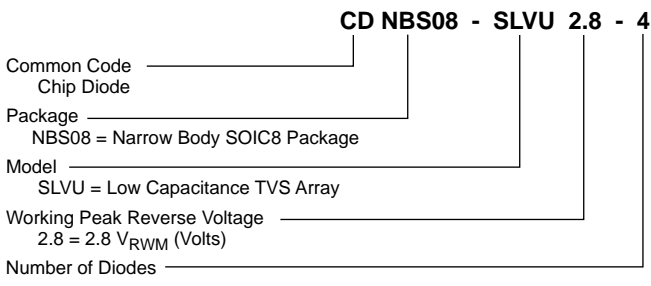 CD NBS08 - SLVU 2.8 - 4
Common Code
Chip Diode
Package
NBS08 = Narrow Body SOIC8 Package
Model
SLVU = Low Capacitance TVS Array
Working Peak Reverse Voltage
2.8 = 2.8 VRWM (Volts)
Number of Diodes